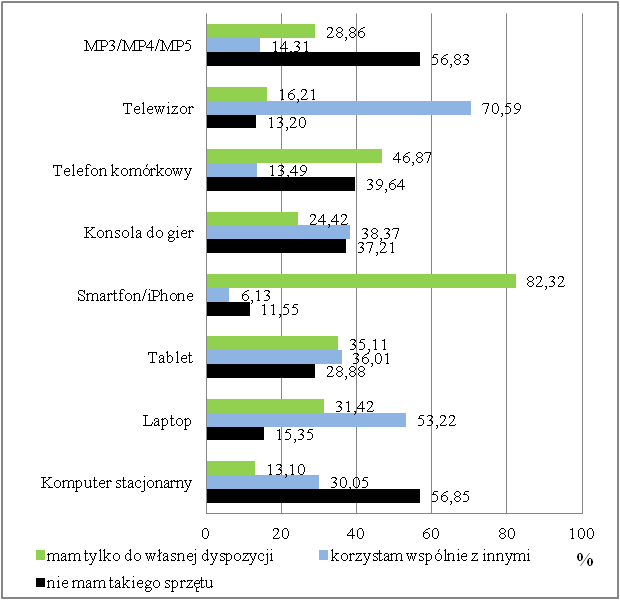 MP3/MP4/MP5
28,86
14,31
56,83
Telewizor
16,21
70,59
13,20
Telefon komórkowy
46,87
13,49
39,64
Konsola do gier
24,42
38,37
37,21
Smartfon/iPhone
82,32
6,13
11,55
Tablet
35,11
36,01
28,88
Laptop
31,42
53,22
15,35
Komputer stacjonarny
13,10
30,05
56,85
0 20 40 60 80 100
%
mam tylko do własnej dyspozycji korzystam wspólnie z innymi
nie mam takiego sprzętu